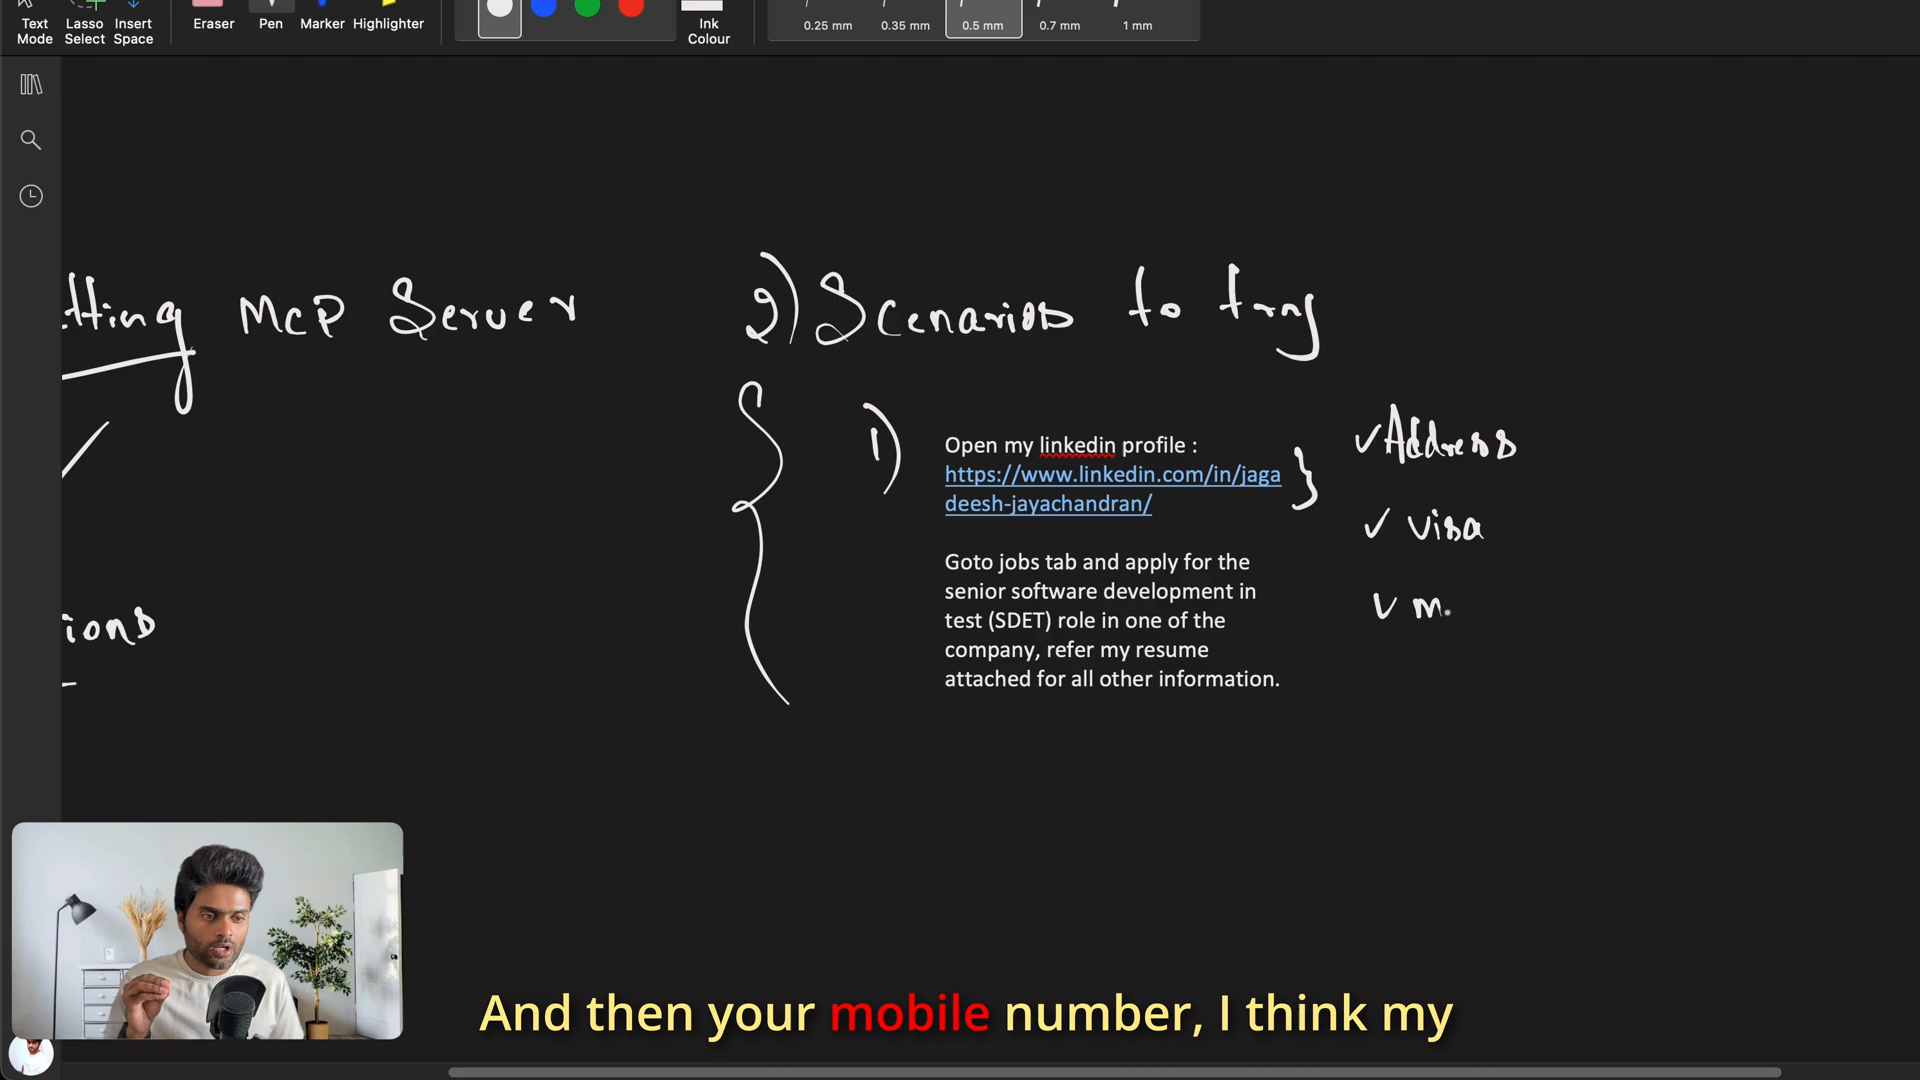 Text
Mode
Lasso
Select
Insert
Space
Eraser
Pen
Marker
Highlighter
Ink
Colour
0.25 mm
0.35 mm
0.5 mm
0.7 mm
1 mm
tting MCP Server
ions
2) Scenarios to
1)
Open my linkedin profile :
https://www.linkedin.com/in/jaga
deesh-jayachandran/
Goto jobs tab and apply for the
senior software development in
test (SDET) role in one of the
company, refer my resume
attached for all other information.
✓ Address
✓ Visa
✓ m
And then your mobile number, I think my